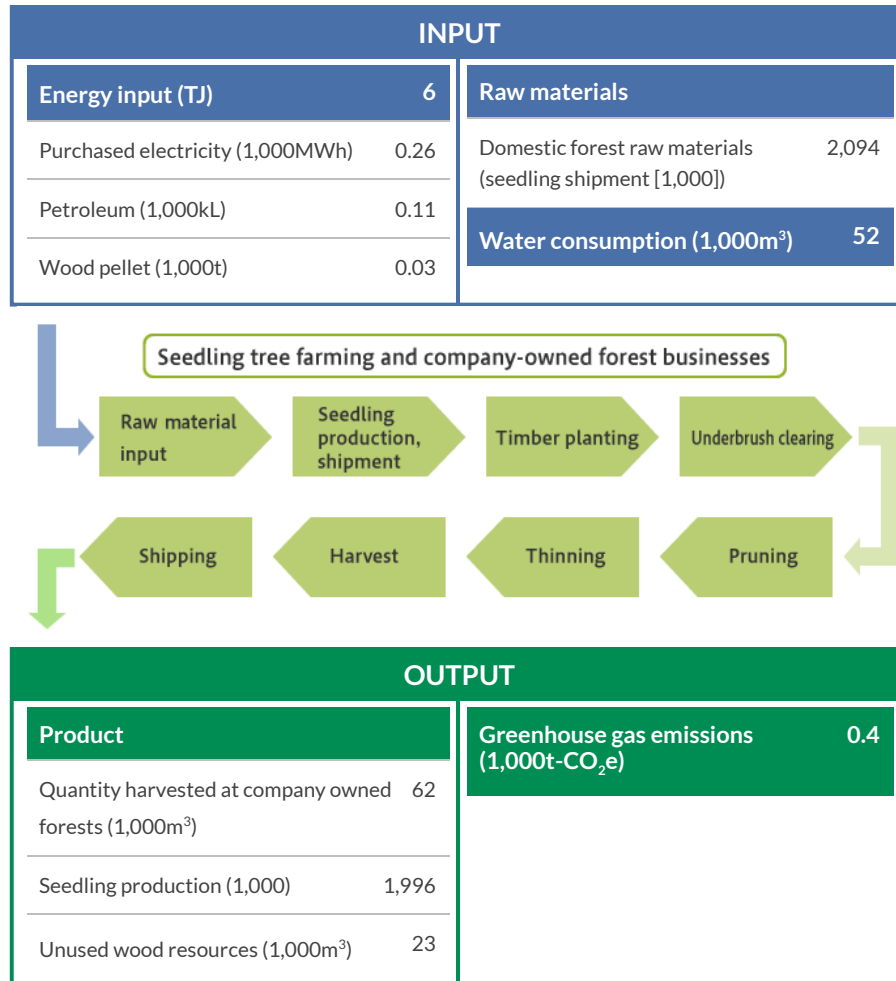 INPUT
Energy input (TJ) 6
Purchased electricity (1,000MWh) 0.26
Petroleum (1,000kL) 0.11
Wood pellet (1,000t) 0.03
Raw materials
Domestic forest raw materials 2,094
(seedling shipment [1,000])
Water consumption (1,000m³) 52
Seedling tree farming and company-owned forest businesses
Raw material
input
Seedling
production,
shipment
Timber planting
Underbrush clearing
Pruning
Thinning
Harvest
Shipping
OUTPUT
Product
Quantity harvested at company owned 62
forests (1,000m³)
Seedling production (1,000) 1,996
Unused wood resources (1,000m³) 23
Greenhouse gas emissions 0.4
(1,000t-CO₂e)